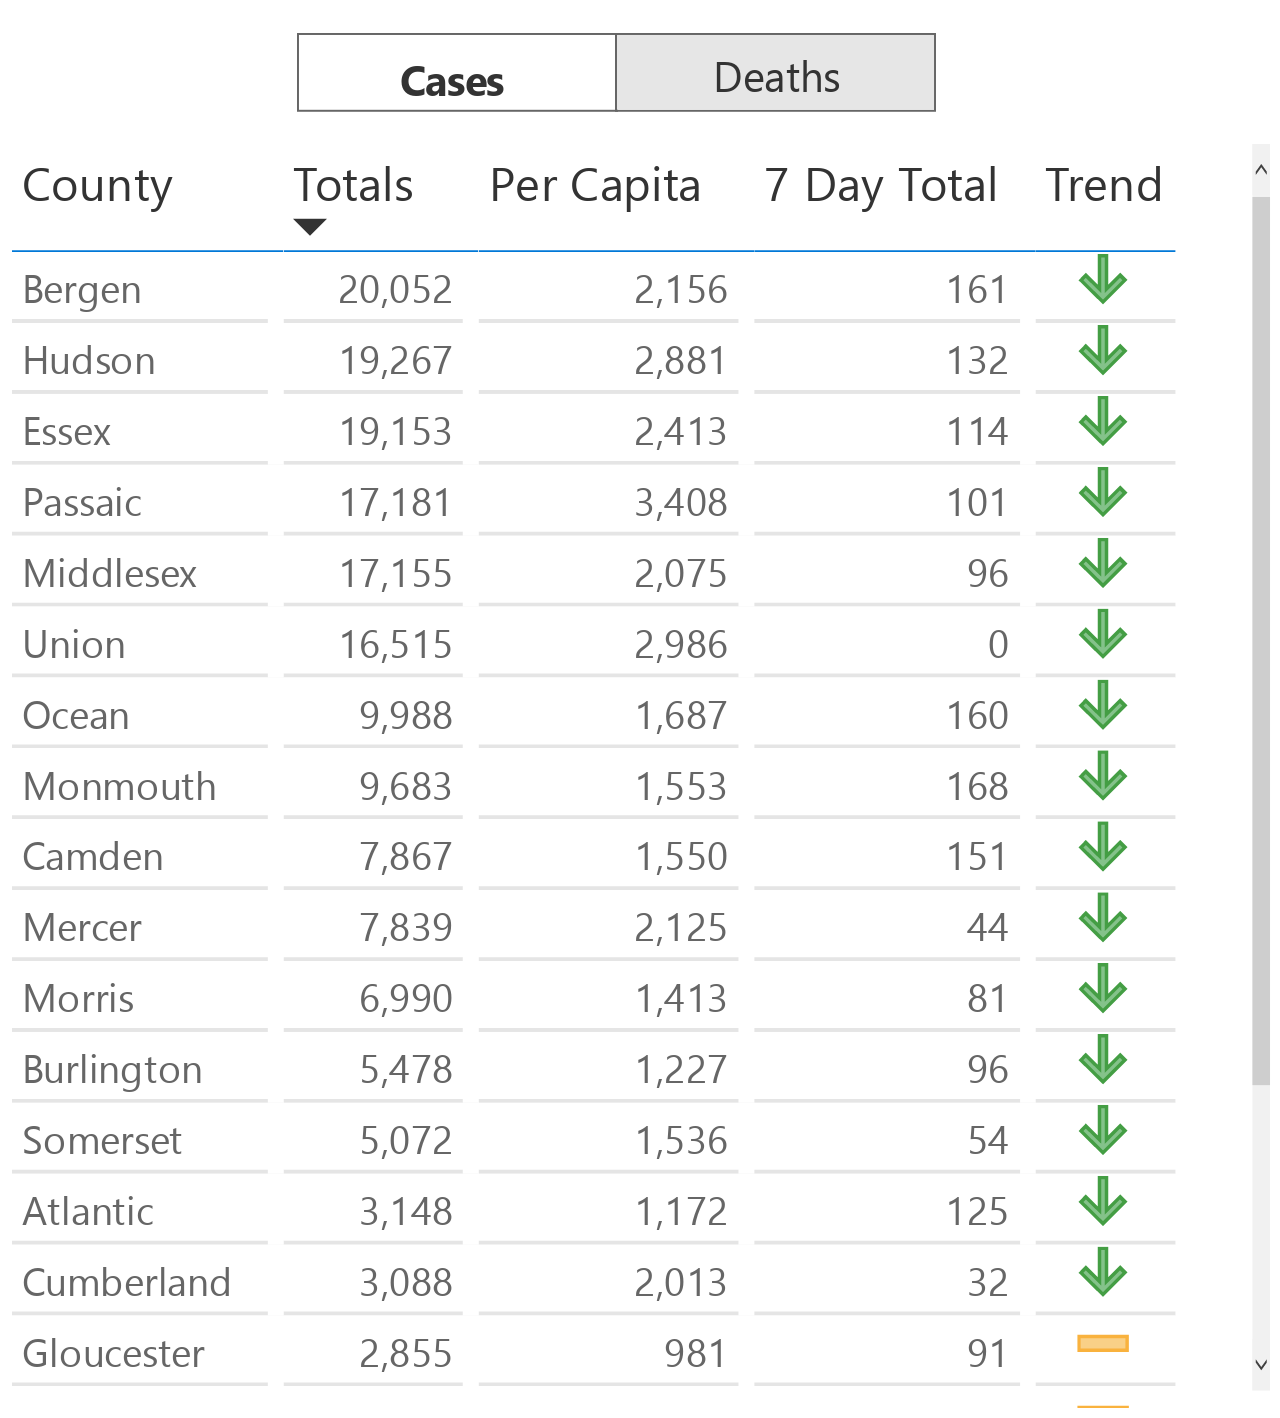 Cases Deaths
County Totals Per Capita 7 Day Total Trend
Bergen 20,052 2,156 161
Hudson 19,267 2,881 132
Essex 19,153 2,413 114
Passaic 17,181 3,408 101
Middlesex 17,155 2,075 96
Union 16,515 2,986 0
Ocean 9,988 1,687 160
Monmouth 9,683 1,553 168
Camden 7,867 1,550 151
Mercer 7,839 2,125 44
Morris 6,990 1,413 81
Burlington 5,478 1,227 96
Somerset 5,072 1,536 54
Atlantic 3,148 1,172 125
Cumberland 3,088 2,013 32
Gloucester 2,855 981 91